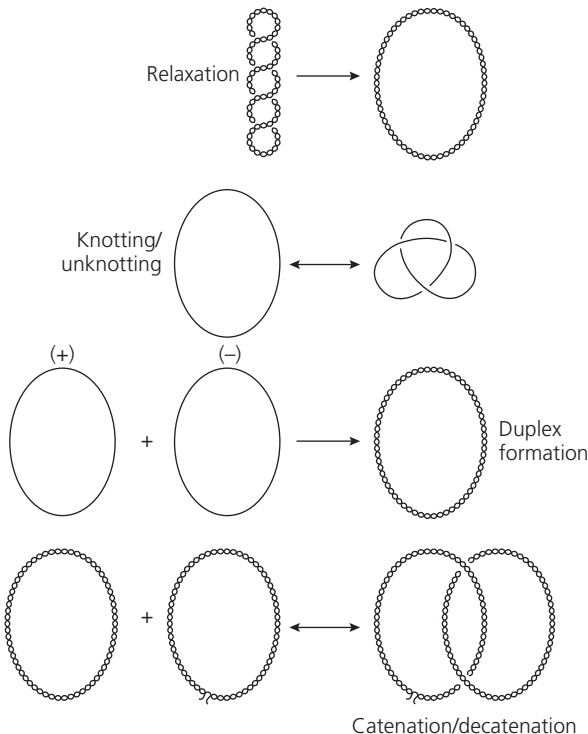 Relaxation
Knotting/
unknotting
(+)
(–)
+
Duplex
formation
+
Catenation/decatenation